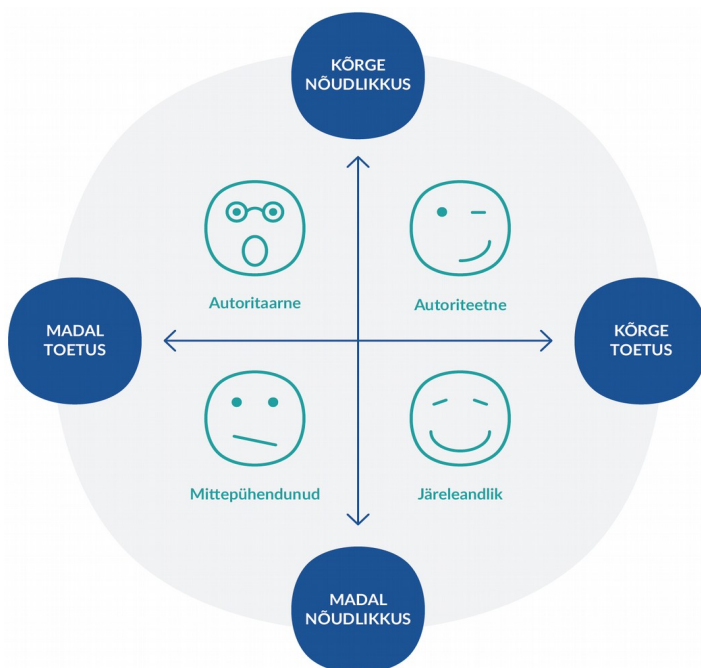 KÕRGE
NÕUDLIKKUS
Autoritaarne
Autoriteetne
MADAL
TOETUS
KÕRGE
TOETUS
Mittepühendunud
Järeleandlik
MADAL
NÕUDLIKKUS